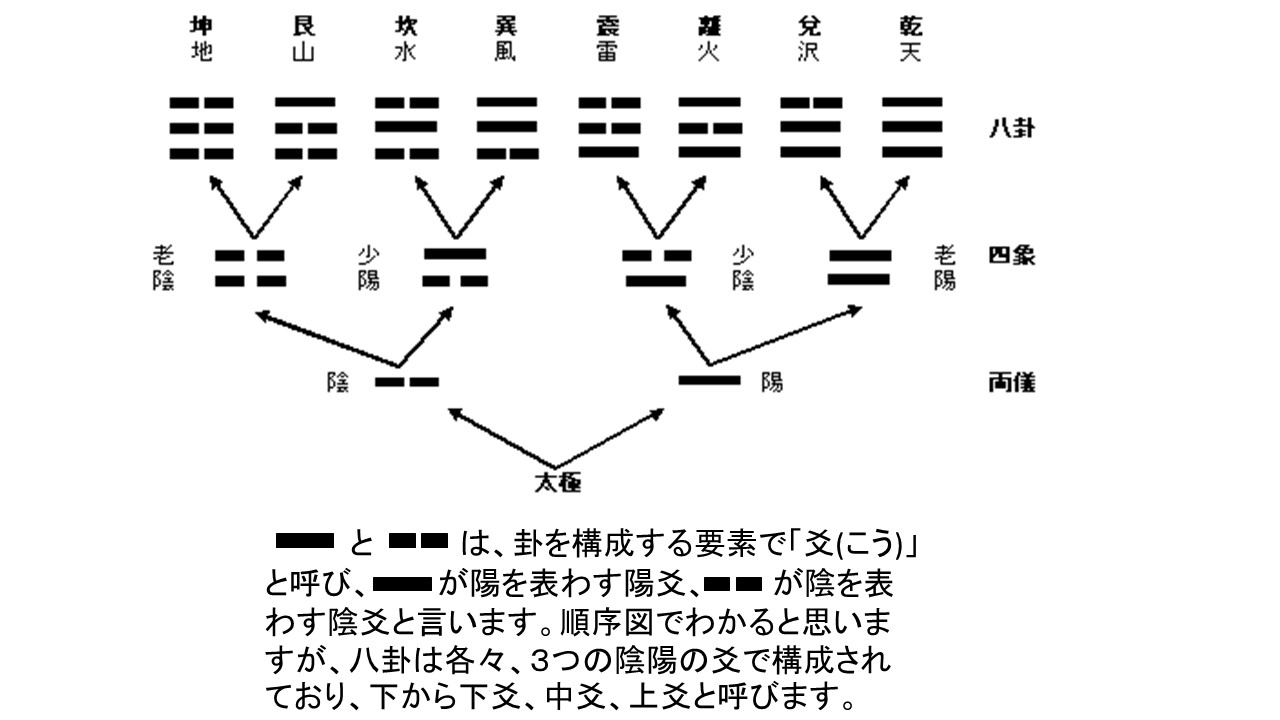 坤 艮 坎 巽 震 離 兌 乾
地 山 水 風 雷 火 沢 天
八卦
老陰 少陽 少陰 老陽 四象
陰 陽 両儀
太極
と は、卦を構成する要素で「爻(こう)」
と呼び、 が陽を表わす陽爻、 が陰を表
わす陰爻と言います。順序図でわかると思いま
すが、八卦は各々、3つの陰陽の爻で構成され
ており、下から下爻、中爻、上爻と呼びます。